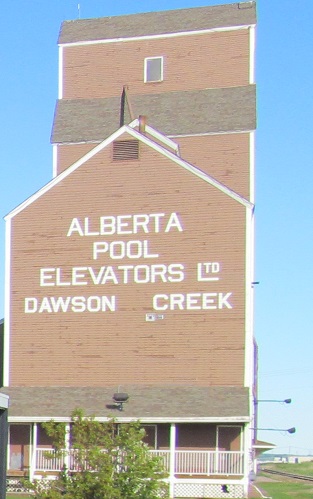 ALBERTA
POOL
ELEVATORS LTD
DAWSON CREEK